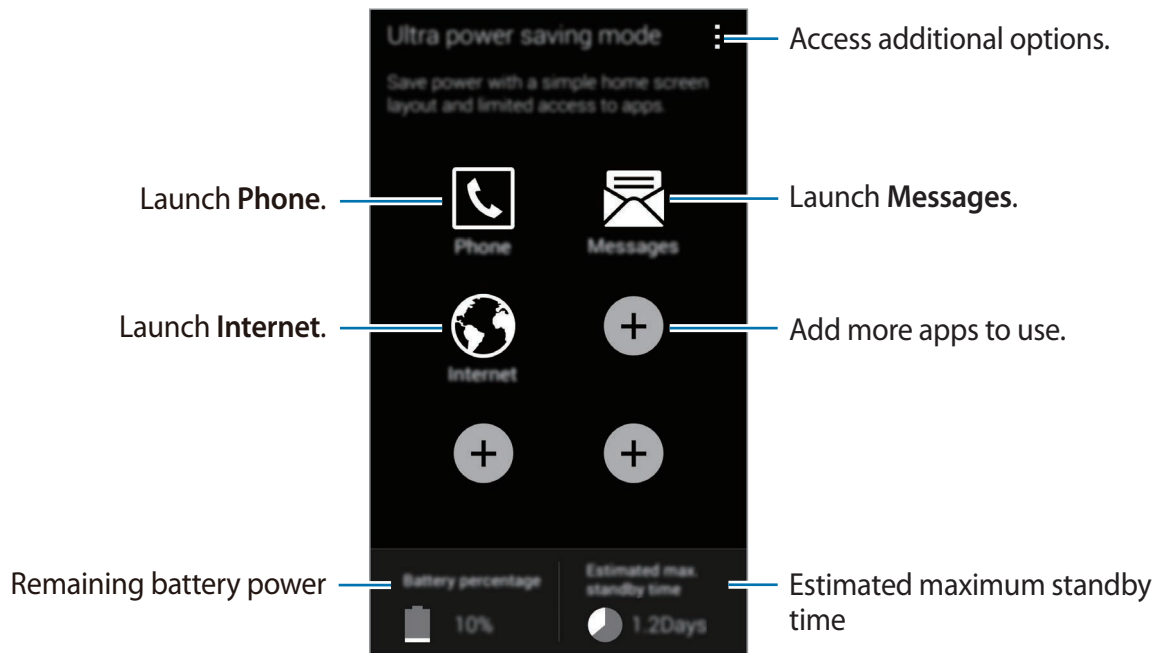 Ultra power saving mode
Access additional options.
Save power with a simple home screen
layout and limited access to apps.
Launch Phone.
Launch Messages.
Phone
Messages
Launch Internet.
Add more apps to use.
Internet
Remaining battery power
Battery percentage
10%
Estimated max.
standby time
1.2Days
Estimated maximum standby
time